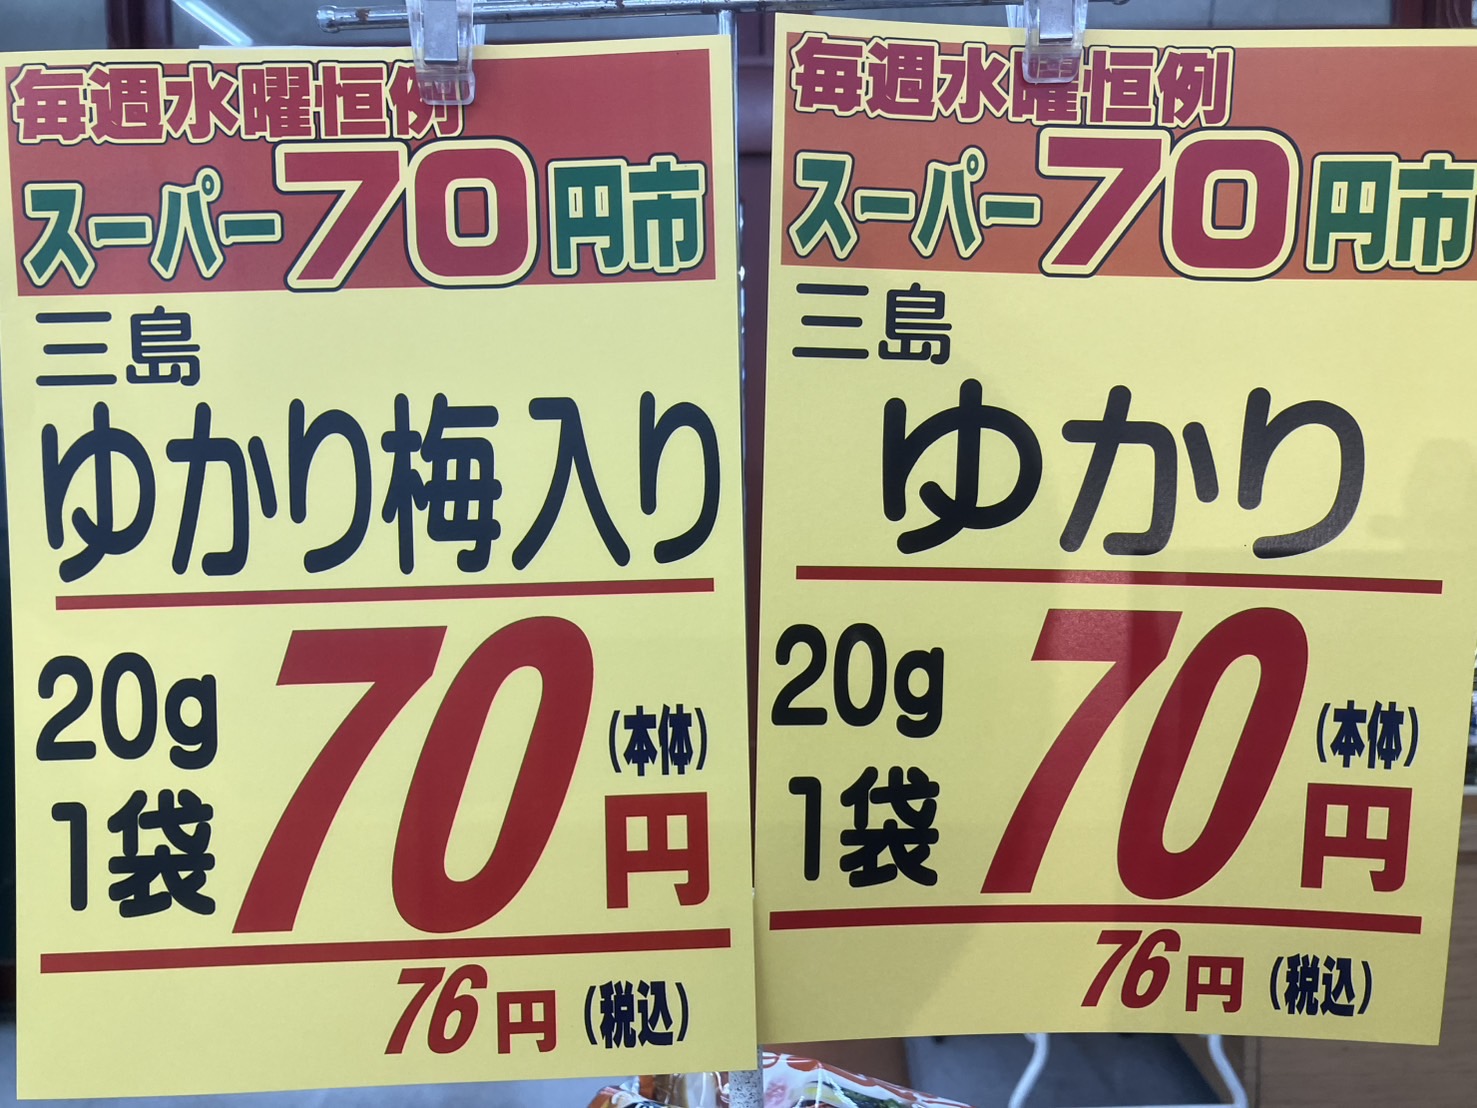 毎週水曜恒例
スーパー70円市
三島
ゆかり梅入り
20g
1袋
70
(本体)
円
76円(税込)
毎週水曜恒例
スーパー70円市
三島
ゆかり
20g
1袋
70
(本体)
円
76円(税込)